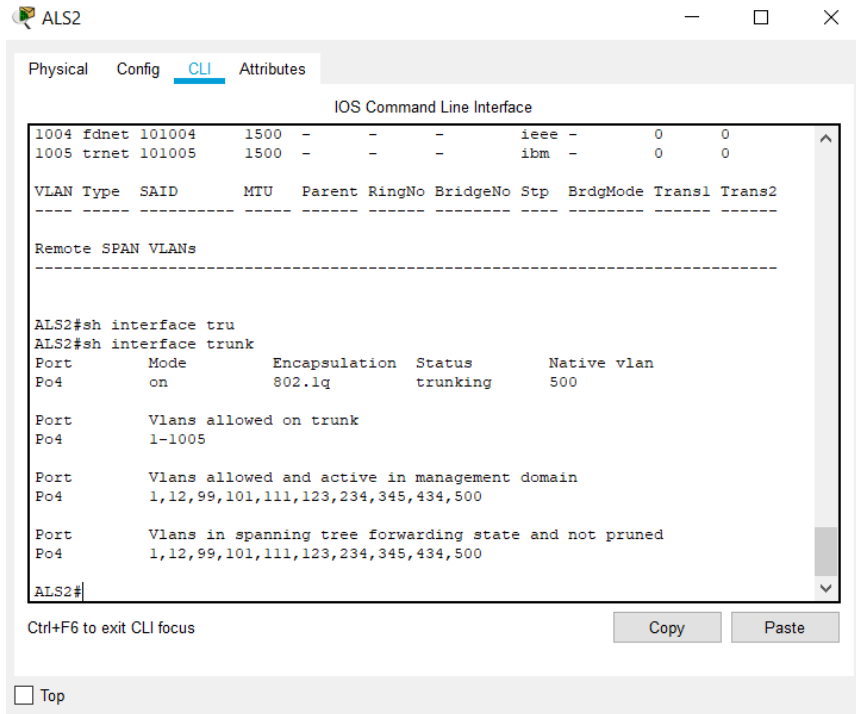 ALS2
Physical Config CLI Attributes
IOS Command Line Interface
1004 fdnet 101004 1500 - - - ieee - 0 0
1005 trnet 101005 1500 - - - ibm - 0 0
VLAN Type SAID MTU Parent RingNo BridgeNo Stp BrdgMode Trans1 Trans2
---- ----- ---------- ----- ------ ------ -------- ---- -------- ------ ------
Remote SPAN VLANs
------------------------------------------------------------------------------
ALS2#sh interface tru
ALS2#sh interface trunk
Port Mode Encapsulation Status Native vlan
Po4 on 802.1q trunking 500
Port Vlans allowed on trunk
Po4 1-1005
Port Vlans allowed and active in management domain
Po4 1,12,99,101,111,123,234,345,434,500
Port Vlans in spanning tree forwarding state and not pruned
Po4 1,12,99,101,111,123,234,345,434,500
ALS2#
Ctrl+F6 to exit CLI focus Copy Paste
Top